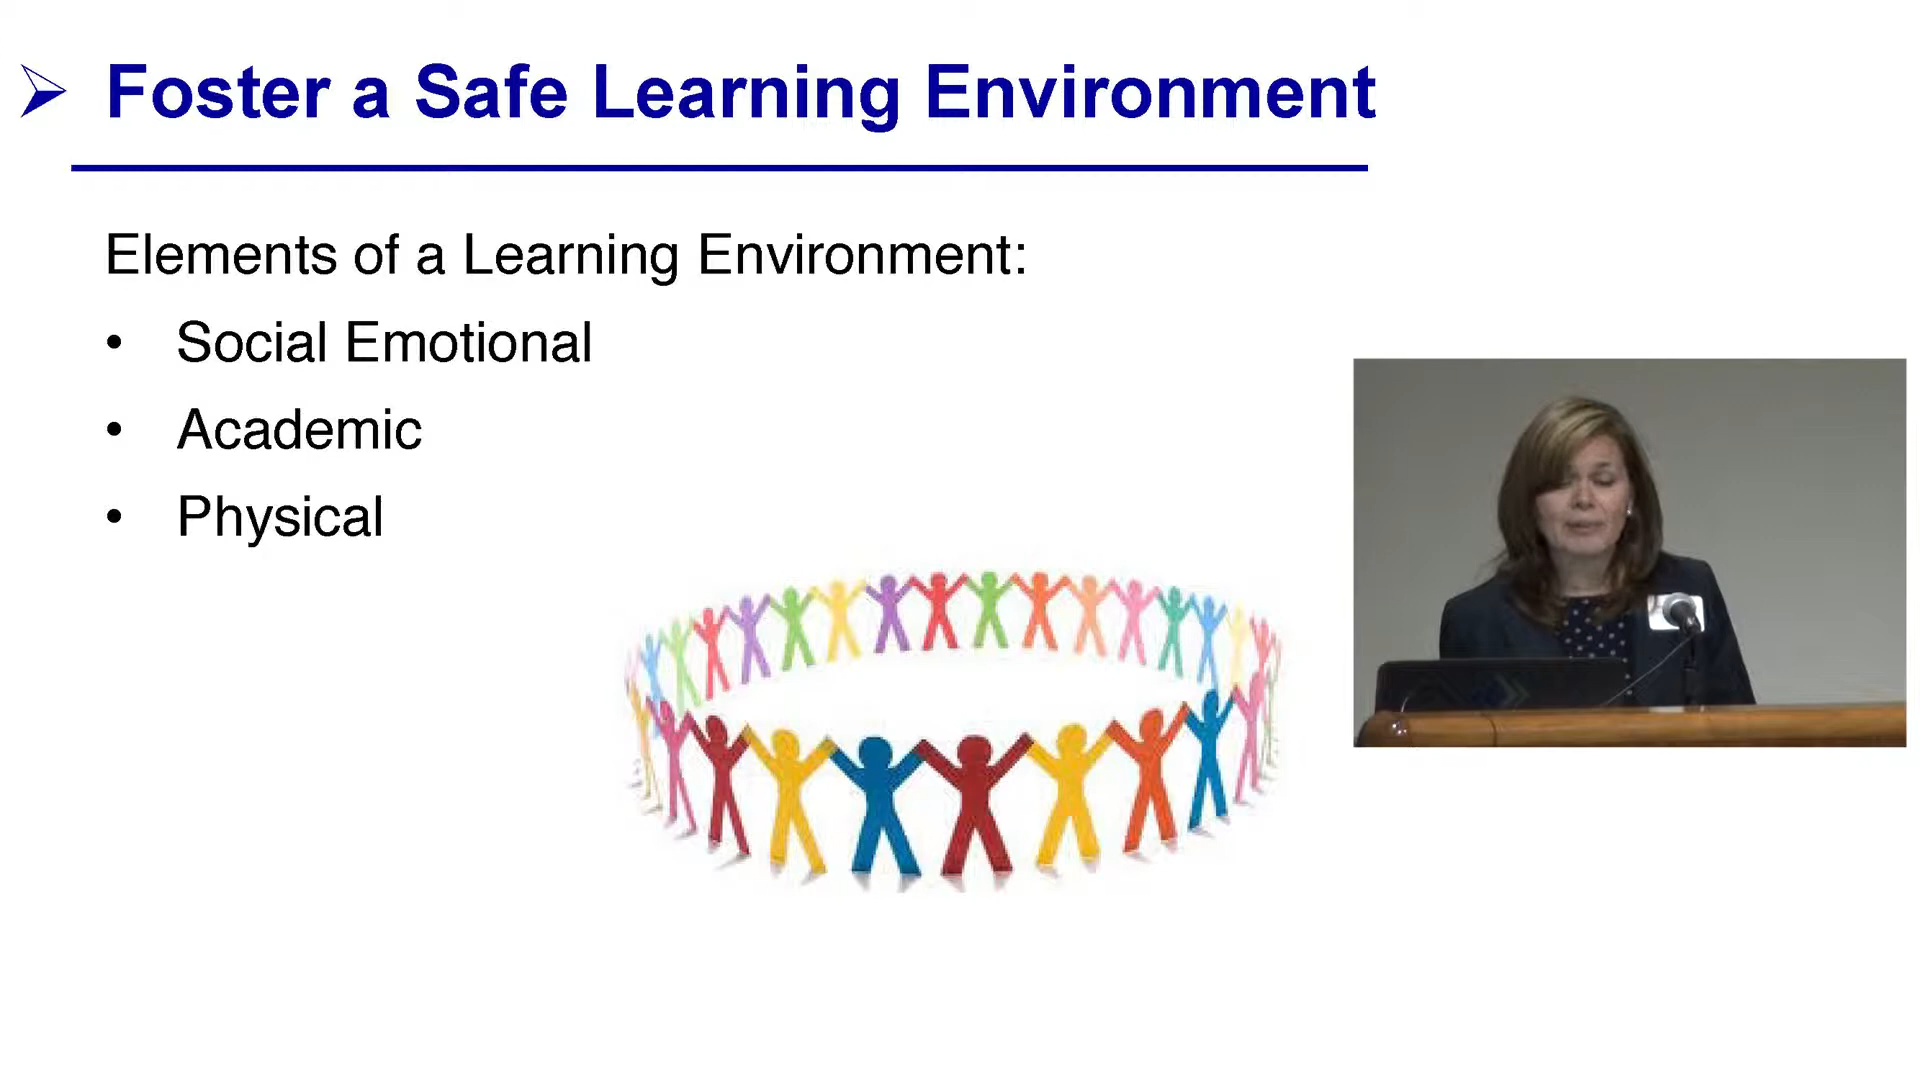 Foster a Safe Learning Environment
Elements of a Learning Environment:
• Social Emotional
• Academic
• Physical